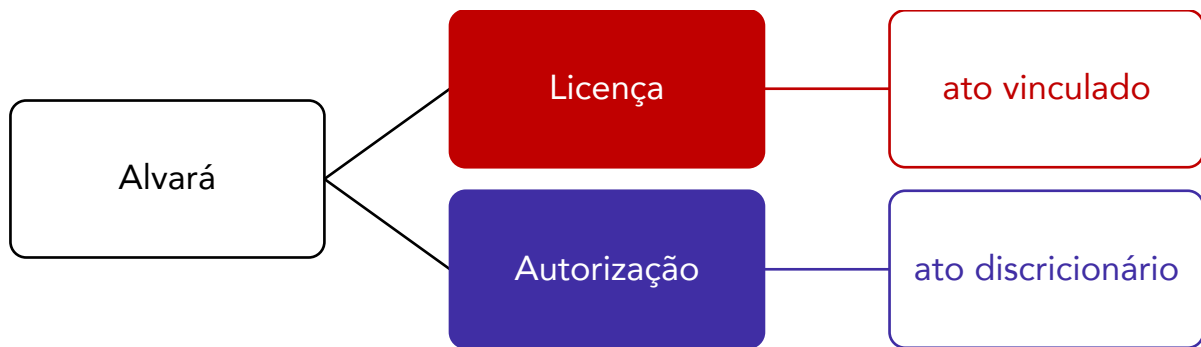 Alvará
Licença
ato vinculado
Autorização
ato discricionário